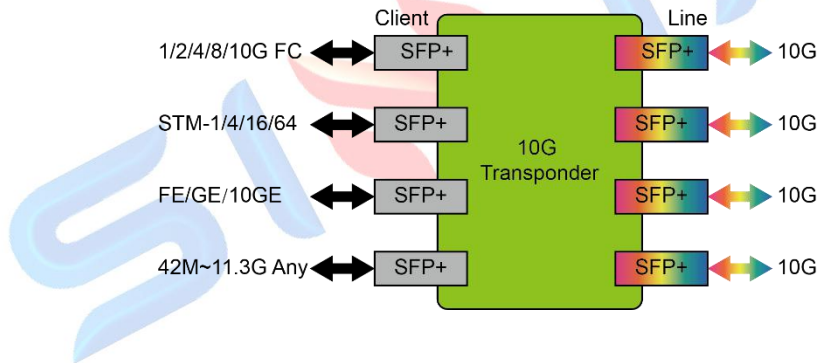 Client Line
1/2/4/8/10G FC SFP+ SFP+ 10G
STM-1/4/16/64 SFP+ SFP+ 10G
10G
Transponder
FE/GE/10GE SFP+ SFP+ 10G
42M~11.3G Any SFP+ SFP+ 10G